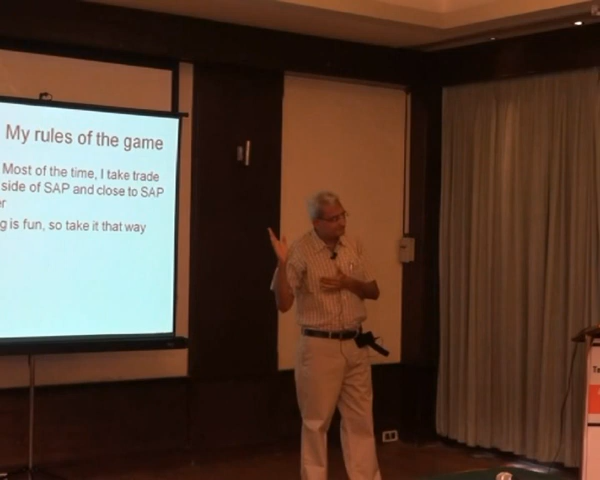 My rules of the game
Most of the time, I take trade
side of SAP and close to SAP
er
g is fun, so take it that way